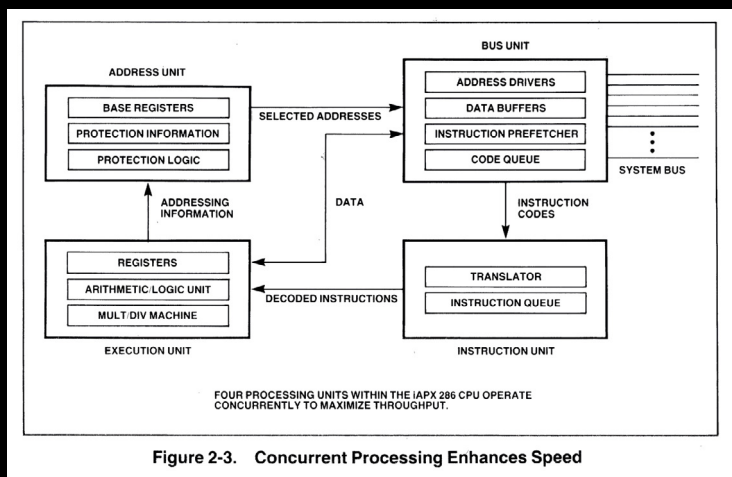 BUS UNIT
ADDRESS UNIT
ADDRESS DRIVERS
BASE REGISTERS
DATA BUFFERS
SELECTED ADDRESSES
PROTECTION INFORMATION
INSTRUCTION PREFETCHER
PROTECTION LOGIC
CODE QUEUE
SYSTEM BUS
ADDRESSING
INFORMATION
DATA
INSTRUCTION
CODES
REGISTERS
TRANSLATOR
ARITHMETIC/LOGIC UNIT
DECODED INSTRUCTIONS
INSTRUCTION QUEUE
MULT/DIV MACHINE
EXECUTION UNIT
INSTRUCTION UNIT
FOUR PROCESSING UNITS WITHIN THE iAPX 286 CPU OPERATE
CONCURRENTLY TO MAXIMIZE THROUGHPUT.
Figure 2-3. Concurrent Processing Enhances Speed